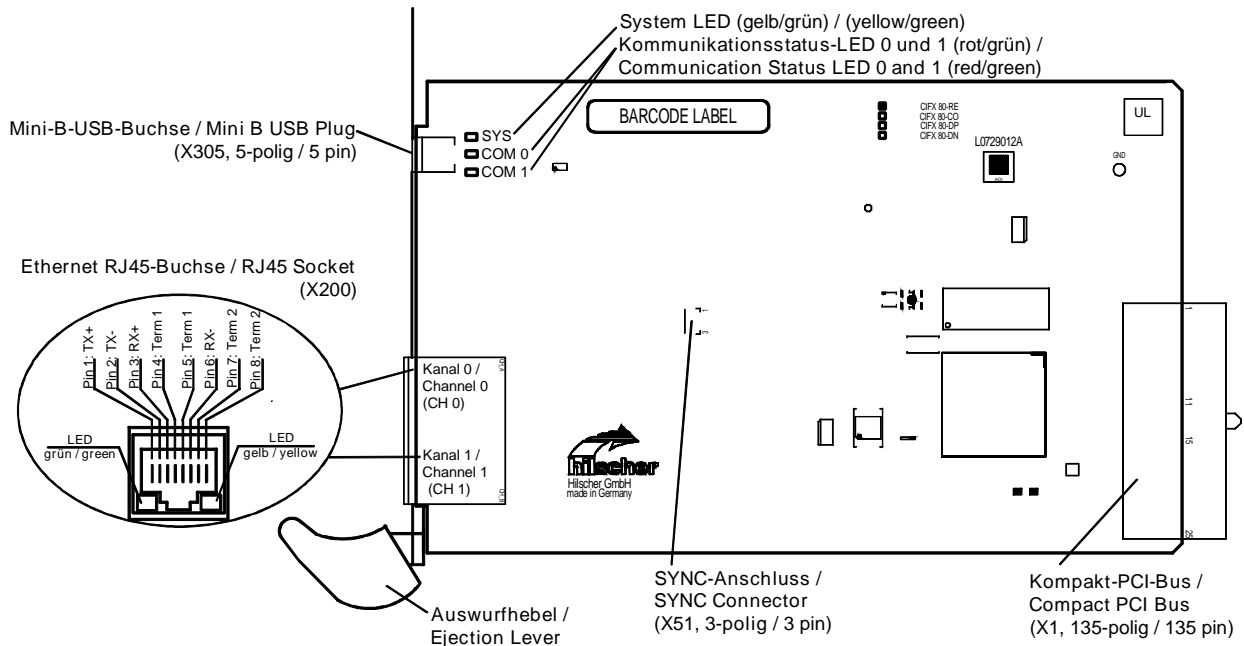 System LED (gelb/grün) / (yellow/green)
Kommunikationsstatus-LED 0 und 1 (rot/grün) /
Communication Status LED 0 and 1 (red/green)
BARCODE LABEL
CIFX 80-RE
CIFX 80-CO
CIFX 80-DP
CIFX 80-DN
UL
Mini-B-USB-Buchse / Mini B USB Plug
(X305, 5-polig / 5 pin)
SYS
COM 0
COM 1
L0729012A
GND
Ethernet RJ45-Buchse / RJ45 Socket
(X200)
Pin 1: TX+
Pin 2: TX-
Pin 3: RX+
Pin 4: Term 1
Pin 5: Term 1
Pin 6: RX-
Pin 7: Term 2
Pin 8: Term 2
LED
grün / green
LED
gelb / yellow
Kanal 0 /
Channel 0
(CH 0)
Kanal 1 /
Channel 1
(CH 1)
1
3
1
11
15
25
hilscher
Hilscher GmbH
made in Germany
Auswurfhebel /
Ejection Lever
SYNC-Anschluss /
SYNC Connector
(X51, 3-polig / 3 pin)
Kompakt-PCI-Bus /
Compact PCI Bus
(X1, 135-polig / 135 pin)